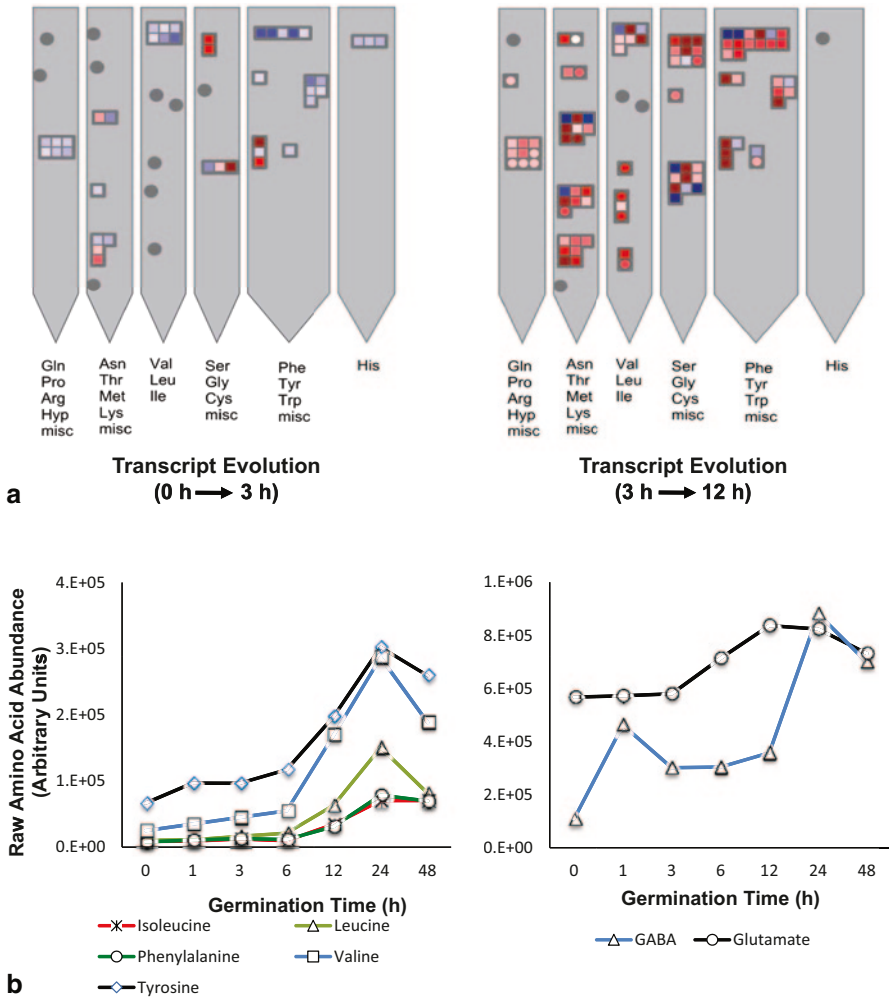 Gln
Pro
Arg
Hyp
misc
Asn
Thr
Met
Lys
misc
Val
Leu
Ile
Ser
Gly
Cys
misc
Phe
Tyr
Trp
misc
His
Gln
Pro
Arg
Hyp
misc
Asn
Thr
Met
Lys
misc
Val
Leu
Ile
Ser
Gly
Cys
misc
Phe
Tyr
Trp
misc
His
Transcript Evolution
(0 h → 3 h)
Transcript Evolution
(3 h → 12 h)
a
Raw Amino Acid Abundance
(Arbitrary Units)
4.E+05
3.E+05
2.E+05
1.E+05
0.E+00
0 1 3 6 12 24 48
Germination Time (h)
Isoleucine Leucine
Phenylalanine Valine
Tyrosine
1.E+06
8.E+05
6.E+05
4.E+05
2.E+05
0.E+00
0 1 3 6 12 24 48
Germination Time (h)
GABA Glutamate
b